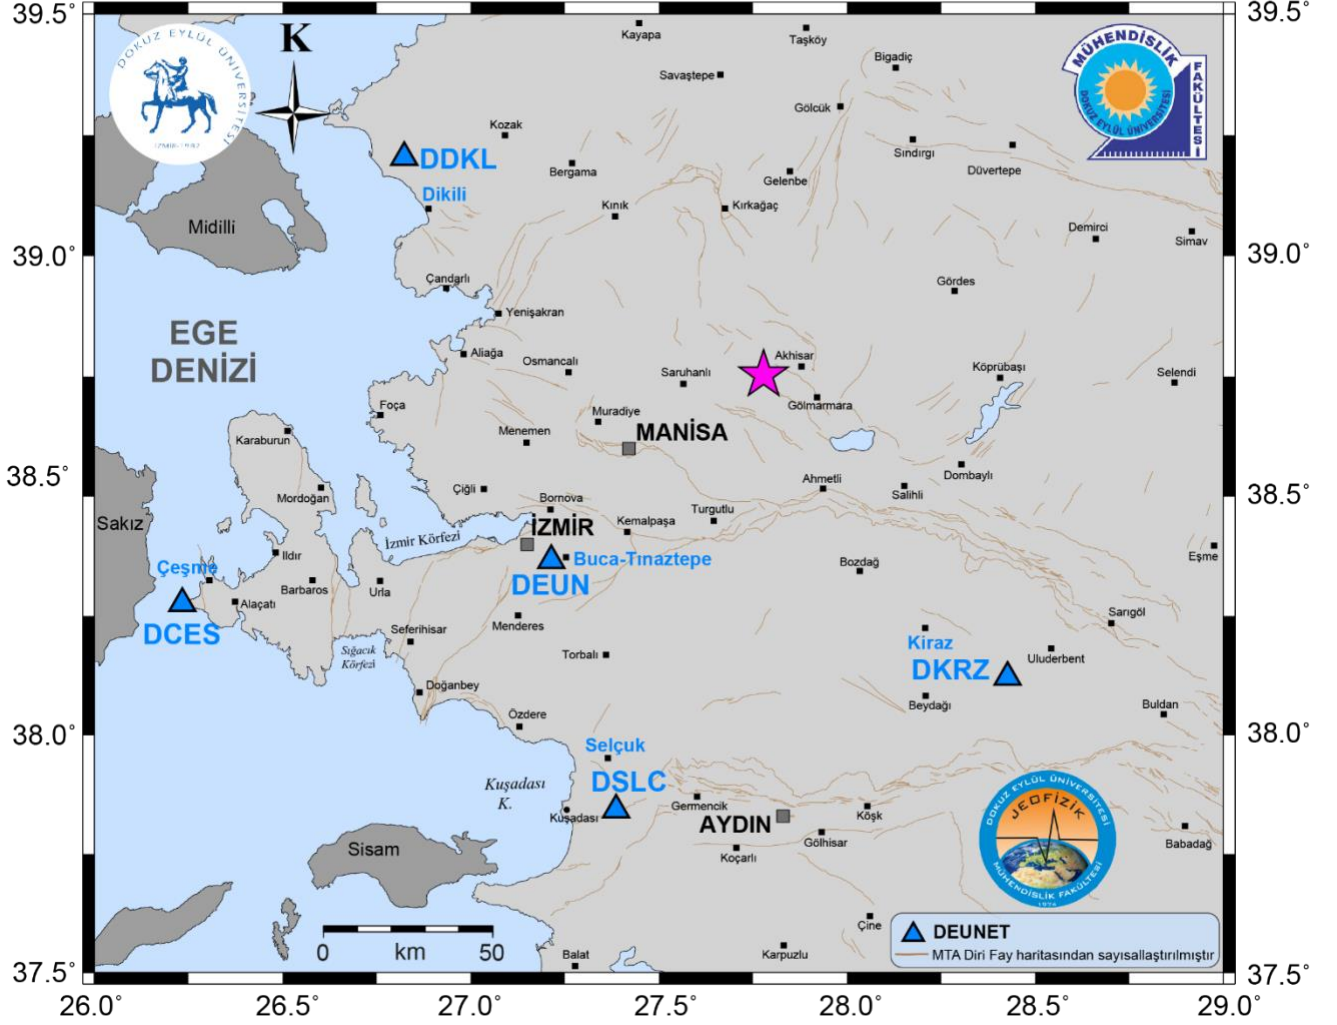 39.5°
39.5°
DOKUZ EYLÜL ÜNİVERSİTESİ
İZMİR-1982
K
Kayapa
Taşköy
Savaştepe
Bigadiç
Gölcük
MÜHENDİSLİK
FAKÜLTESİ
DOKUZ EYLÜL ÜNİVERSİTESİ
Kozak
DDKL
Bergama
Sındırgı
Düvertepe
Gelenbe
Dikili
Kınık
Kırkağaç
Midilli
Demirci
Simav
39.0°
39.0°
Çandarlı
Gördes
Yenişakran
EGE
DENİZİ
Aliağa
Osmancalı
Saruhanlı
Akhisar
Köprübaşı
Selendi
Foça
Gölmarmara
Muradiye
MANİSA
Karaburun
Menemen
38.5°
38.5°
Dombaylı
Ahmetli
Salihli
Mordoğan
Çiğli
Bornova
Turgutlu
Sakız
İZMİR
Kemalpaşa
İzmir Körfezi
Ildır
Eşme
Çeşme
Buca-Tınaztepe
Bozdağ
DEUN
Barbaros
Urla
Alaçatı
DCES
Menderes
Sarıgöl
Seferihisar
Kiraz
Sığacık
Körfezi
Torbalı
DKRZ
Uluderbent
Doğanbey
Beydağı
Buldan
Özdere
38.0°
38.0°
Selçuk
DSLC
Kuşadası
K.
Kuşadası
Germencik
AYDIN
Köşk
Gölhisar
Koçarlı
Babadağ
Sisam
DOKUZ EYLÜL ÜNİVERSİTESİ
JEOFİZİK
MÜHENDİSLİK FAKÜLTESİ
1974
Çine
0 km 50
Balat
Karpuzlu
DEUNET
MTA Diri Fay haritasından sayısallaştırılmıştır
37.5°
37.5°
26.0° 26.5° 27.0° 27.5° 28.0° 28.5° 29.0°